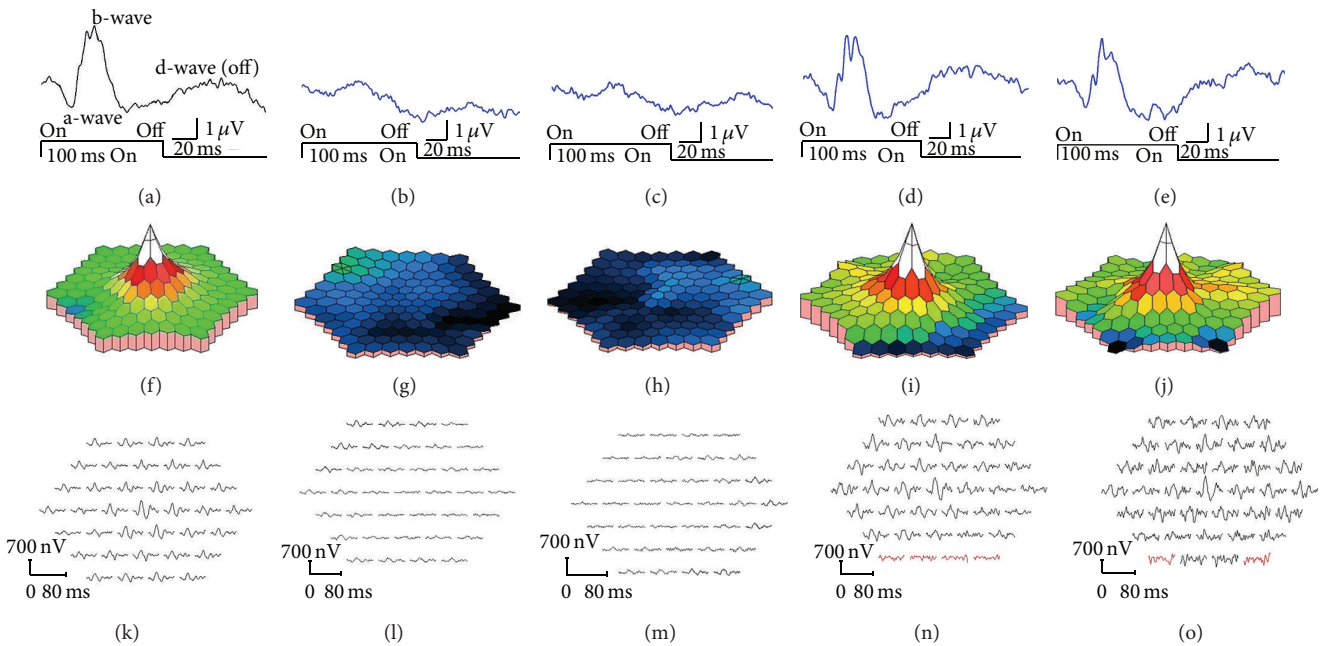 b-wave
d-wave (off)
a-wave
On Off 1 μV
100 ms On 20 ms
(a)
On Off 1 μV
100 ms On 20 ms
(b)
On Off 1 μV
100 ms On 20 ms
(c)
On Off 1 μV
100 ms On 20 ms
(d)
On Off 1 μV
100 ms On 20 ms
(e)
(f)
(g)
(h)
(i)
(j)
700 nV
0 80 ms
(k)
700 nV
0 80 ms
(l)
700 nV
0 80 ms
(m)
700 nV
0 80 ms
(n)
700 nV
0 80 ms
(o)